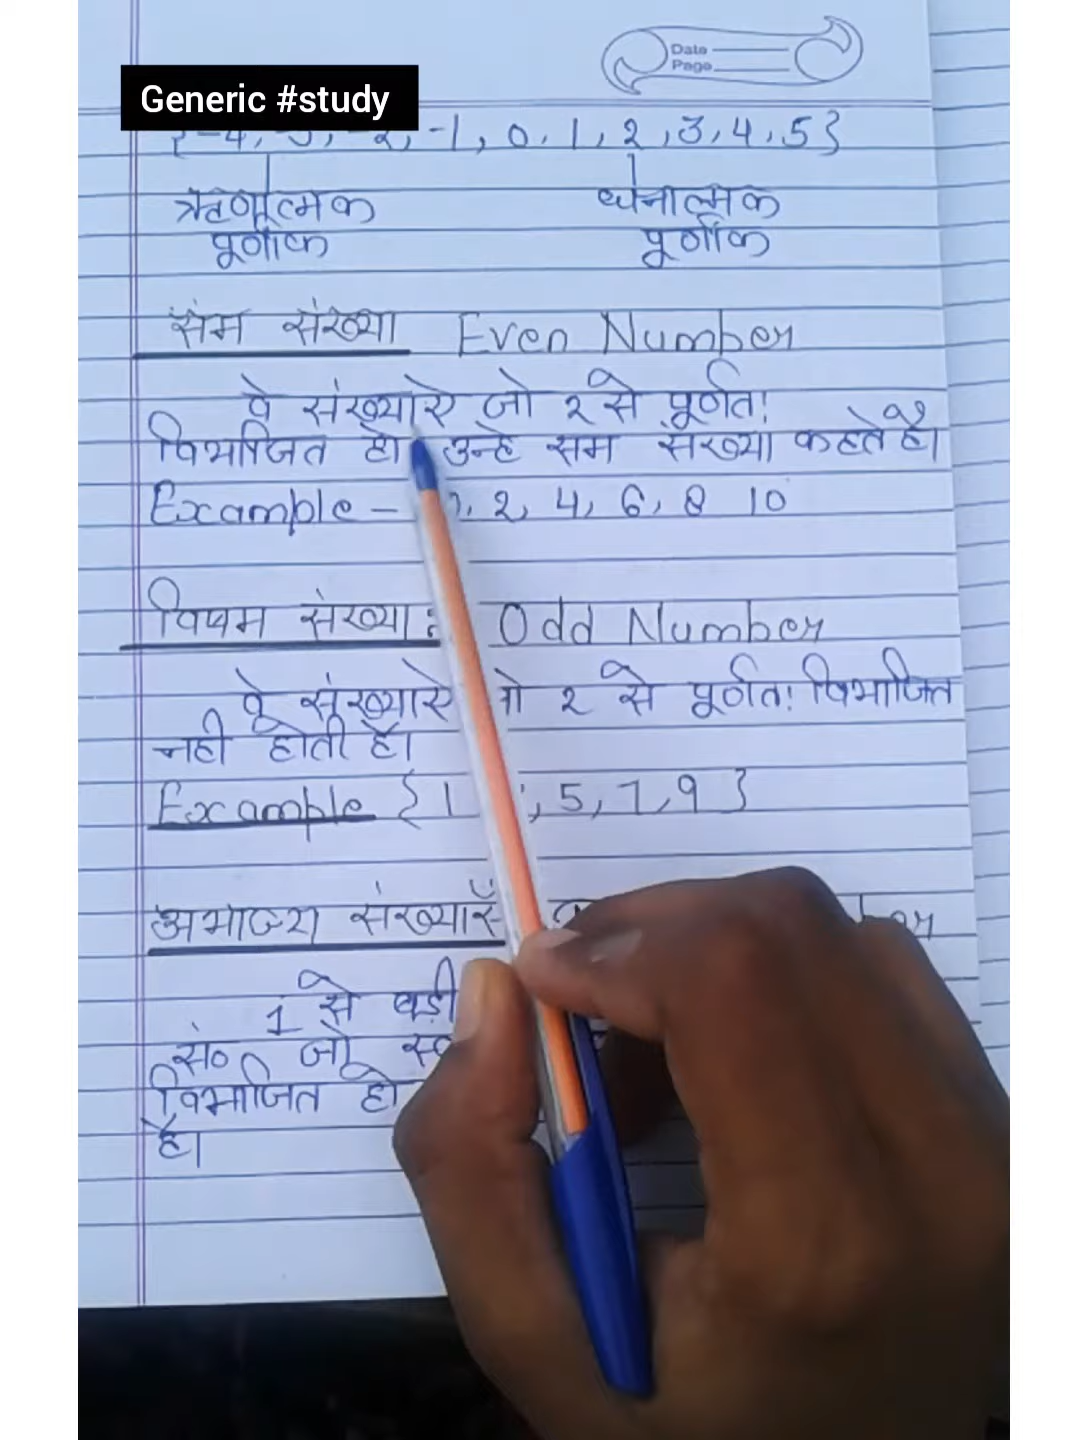 Date
Page
Generic #study
-2, -1, 0, 1, 2, 3, 4, 5}
ऋणात्मक धनात्मक
पूर्णांक पूर्णांक
सम संख्या Even Number
वे संख्याऐ जो 2 से पूर्णत:
विभाजित हो उन्हे सम संख्या कहते है।
Example - 2, 4, 6, 8 10
विषम संख्या : Odd Number
वे संख्याऐ 2 से पूर्णत: विभाजित
नही होती है।
Example { 1 , 5, 7, 9 }
अभाज्य संख्याएँ
1 से बड़ी
सं० जो
विभाजित हो
है।